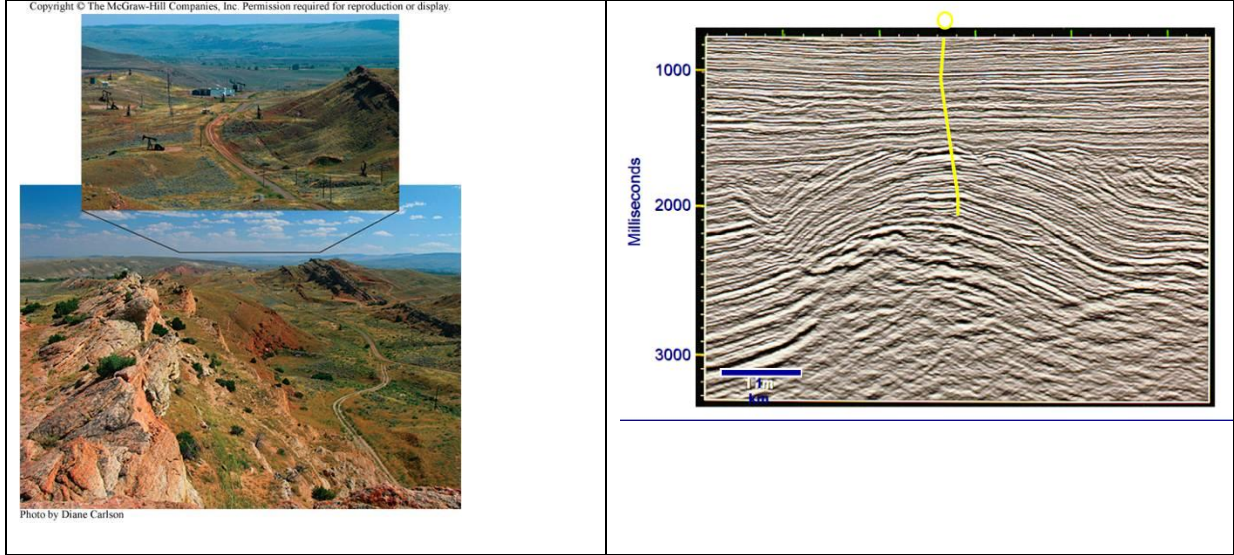 Copyright © The McGraw-Hill Companies, Inc. Permission required for reproduction or display.
Photo by Diane Carlson
1000
2000
3000
Milliseconds
km